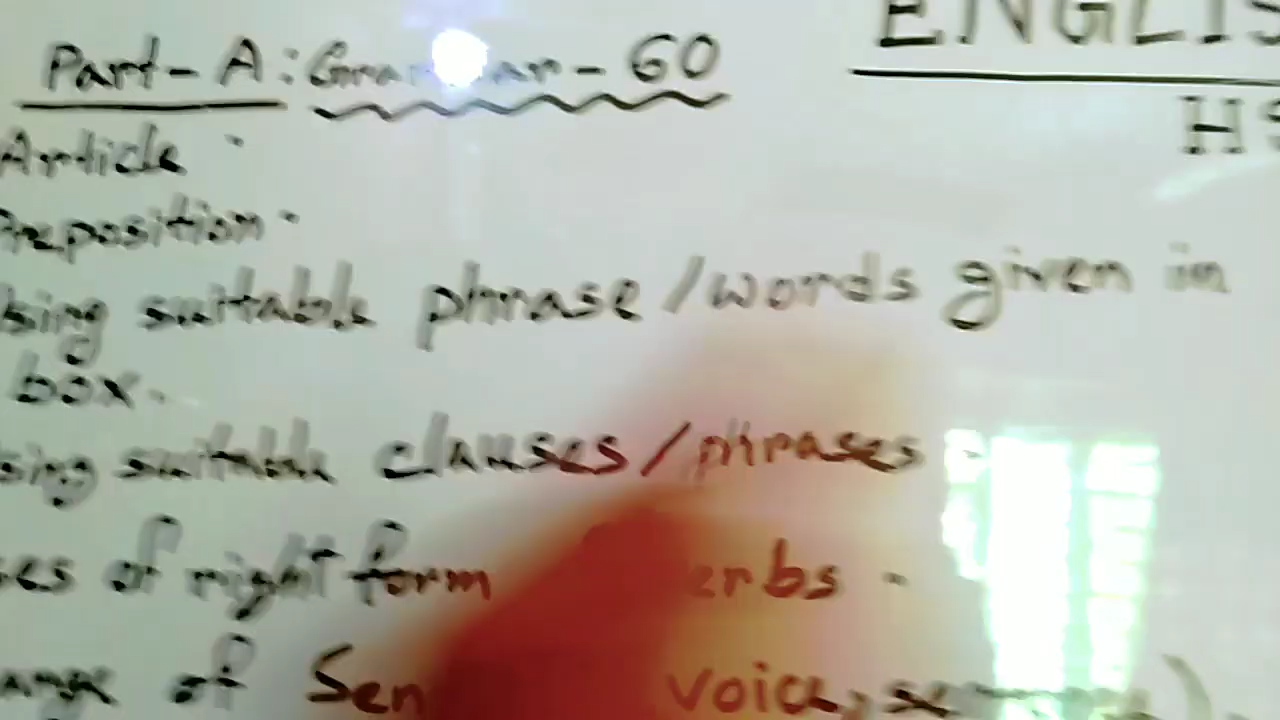 ENGLIS
Part-A: Grammar-60
HS
Article
Preposition
sing suitable phrase/words given in
box.
sing suitable clauses/phrases
es of right form erbs
ange of Sen voice,